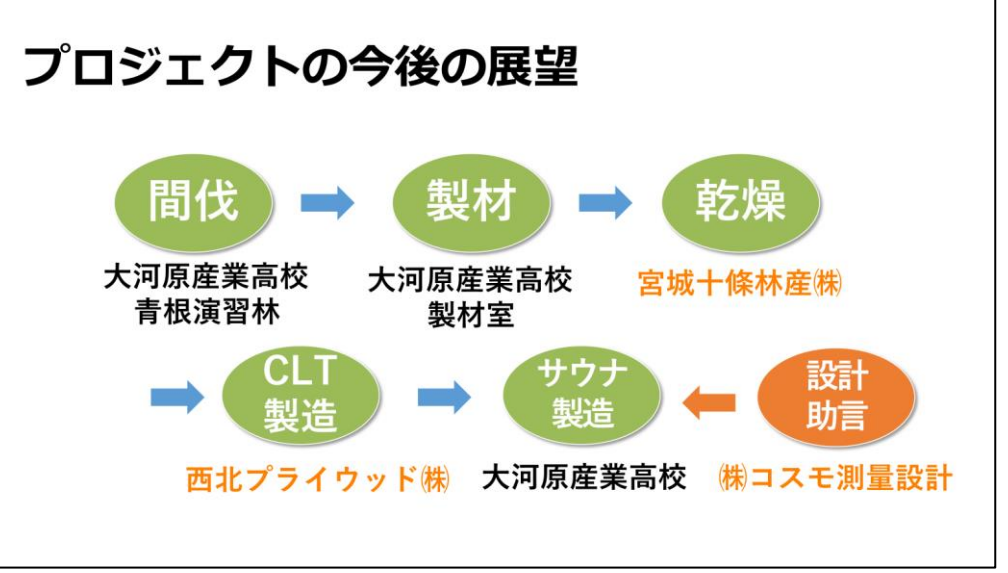 プロジェクトの今後の展望
間伐
大河原産業高校
青根演習林
製材
大河原産業高校
製材室
乾燥
宮城十條林産㈱
CLT
製造
西北プライウッド㈱
サウナ
製造
大河原産業高校
設計
助言
㈱コスモ測量設計